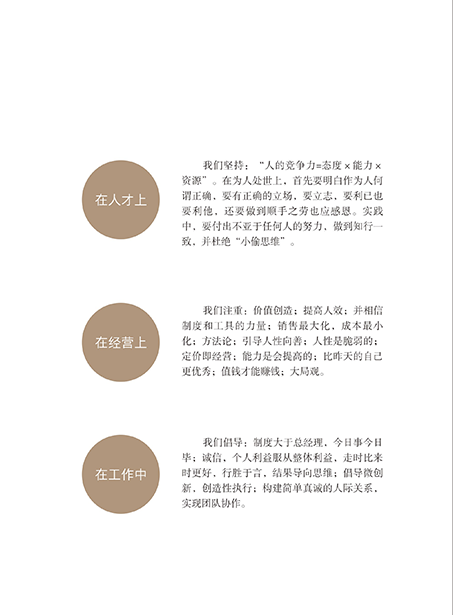 在人才上
我们坚持：“人的竞争力=态度×能力×
资源”。在为人处世上，首先要明白作为人何
谓正确，要有正确的立场，要立志，要利己也
要利他，还要做到顺手之劳也应感恩。实践
中，要付出不亚于任何人的努力，做到知行一
致，并杜绝“小偷思维”。
在经营上
我们注重：价值创造；提高人效；并相信
制度和工具的力量；销售最大化，成本最小
化；方法论；引导人性向善；人性是脆弱的；
定价即经营；能力是会提高的；比昨天的自己
更优秀；值钱才能赚钱；大局观。
在工作中
我们倡导：制度大于总经理，今日事今日
毕；诚信，个人利益服从整体利益，走时比来
时更好，行胜于言，结果导向思维；倡导微创
新，创造性执行；构建简单真诚的人际关系，
实现团队协作。